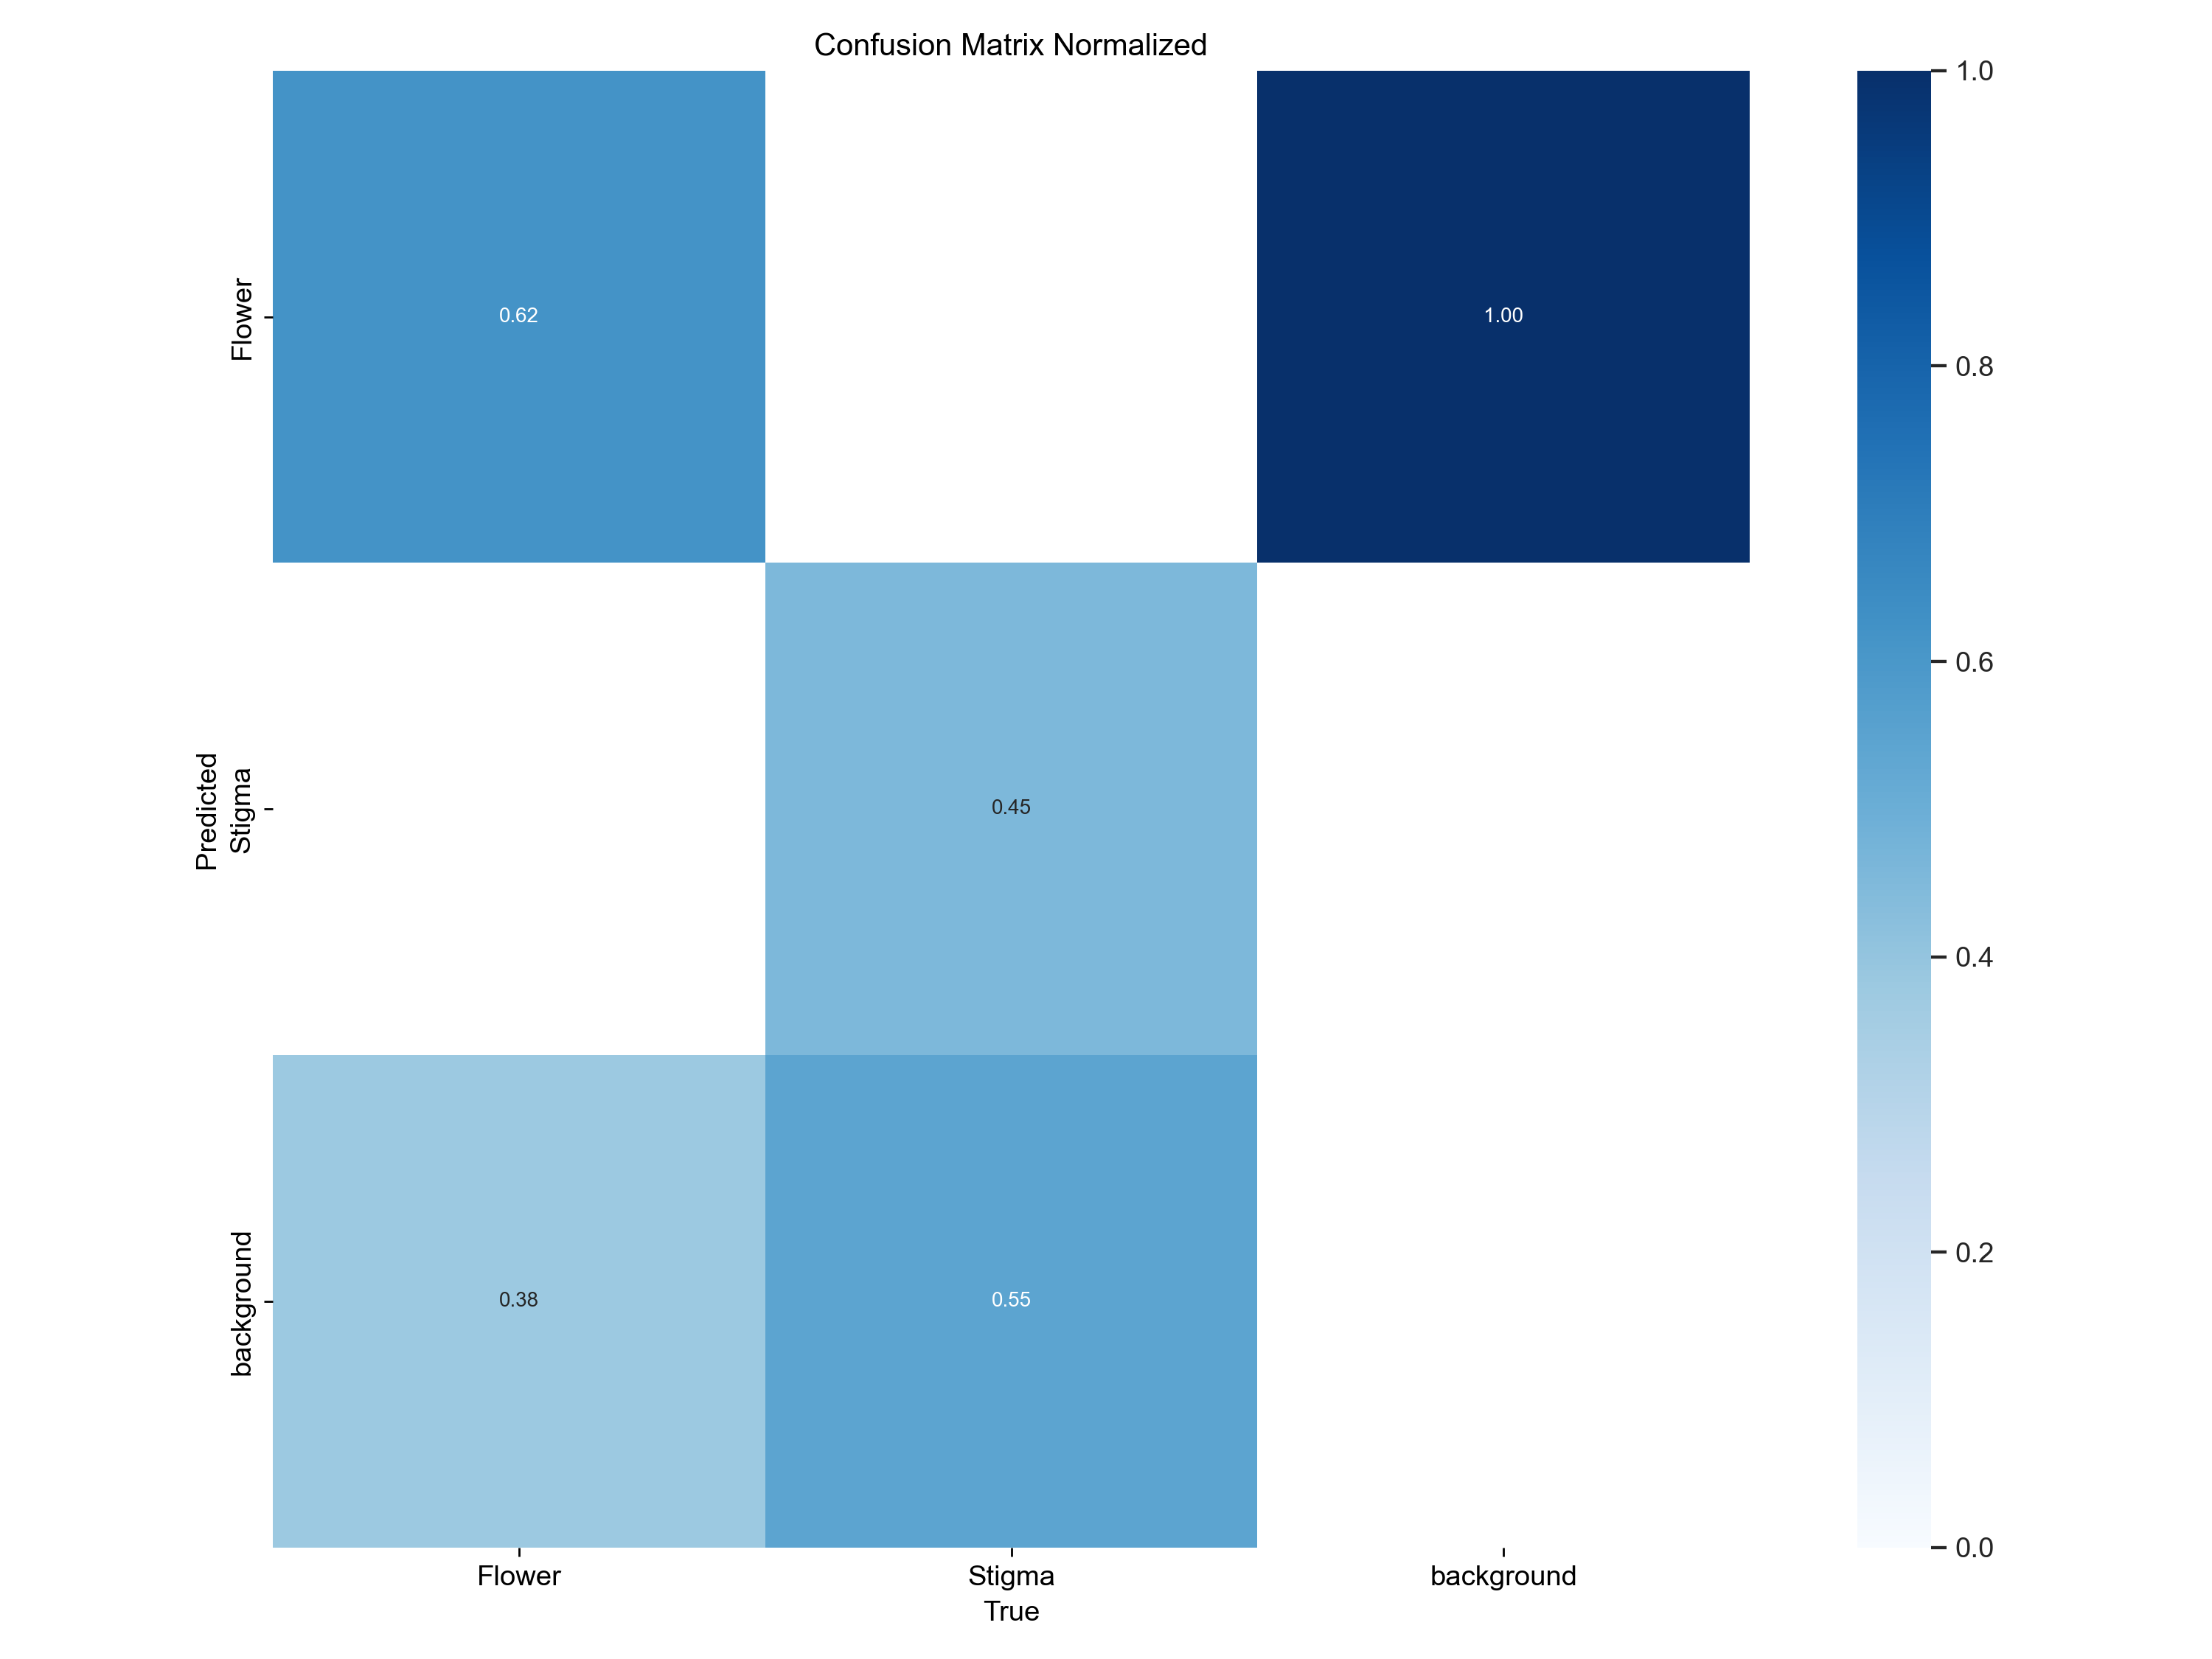 Confusion Matrix Normalized
Predicted
Flower
Stigma
background
0.62
1.00
0.45
0.38
0.55
Flower
Stigma
background
True
1.0
0.8
0.6
0.4
0.2
0.0